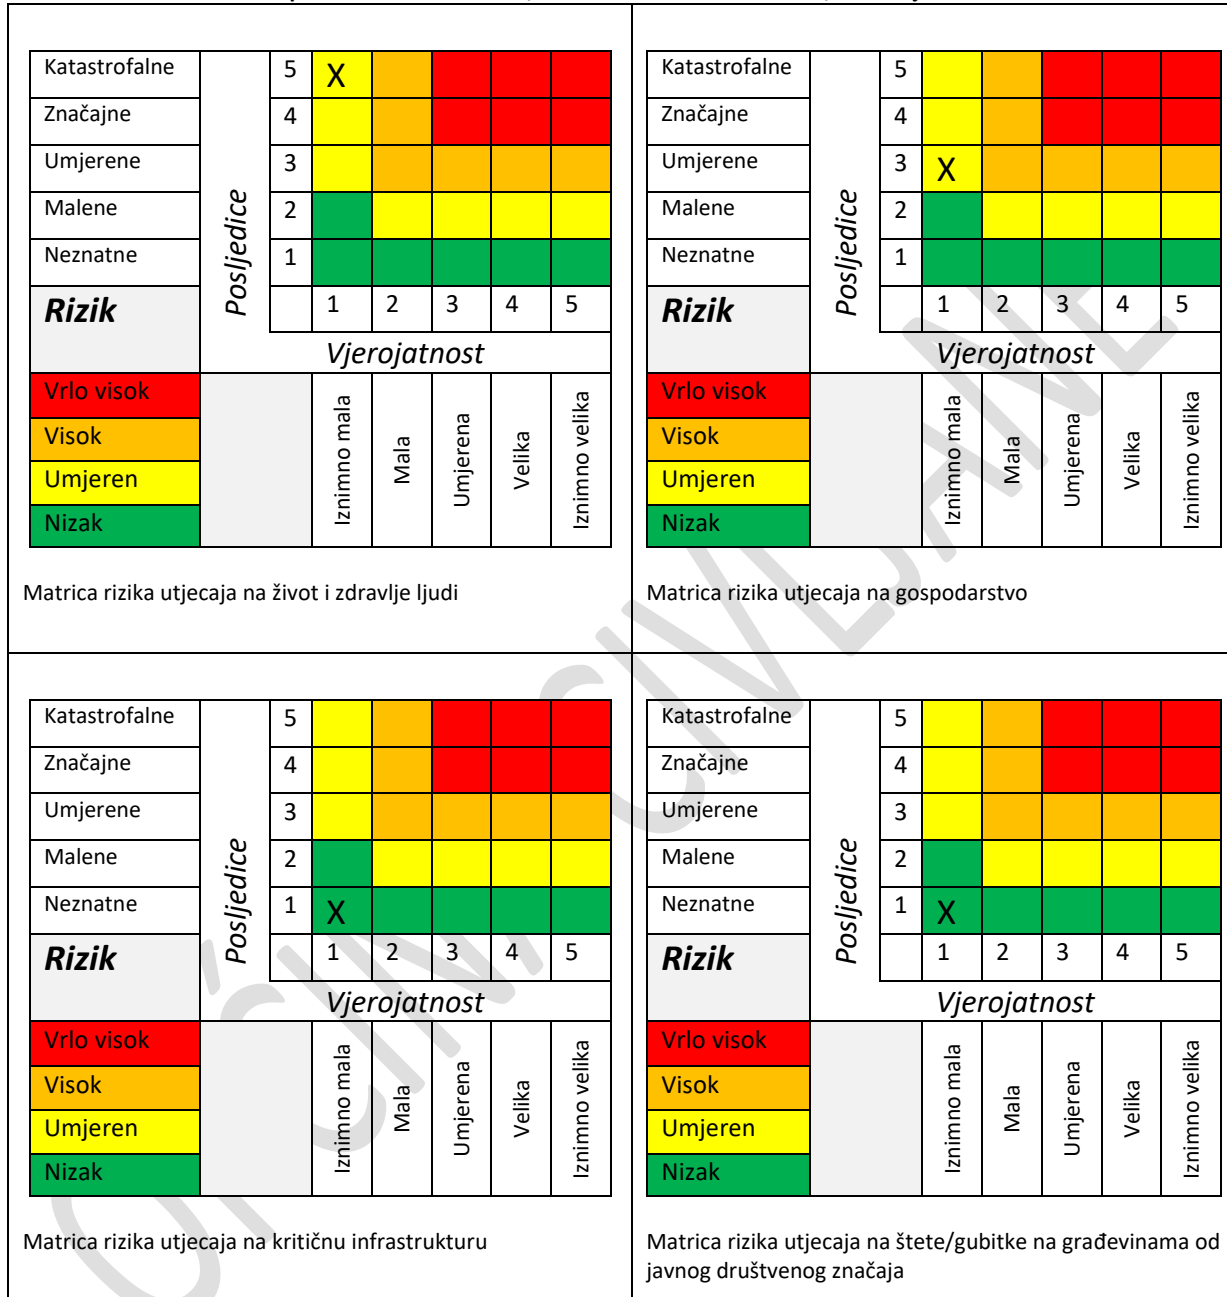 Katastrofalne 5 X
Značajne 4
Umjerene 3
Malene 2
Neznatne 1
Posljedice
Rizik 1 2 3 4 5
Vjerojatnost
Vrlo visok
Visok
Umjeren
Nizak
Iznimno mala
Mala
Umjerena
Velika
Iznimno velika
Matrica rizika utjecaja na život i zdravlje ljudi
Katastrofalne 5
Značajne 4
Umjerene 3 X
Malene 2
Neznatne 1
Posljedice
Rizik 1 2 3 4 5
Vjerojatnost
Vrlo visok
Visok
Umjeren
Nizak
Iznimno mala
Mala
Umjerena
Velika
Iznimno velika
Matrica rizika utjecaja na gospodarstvo
Katastrofalne 5
Značajne 4
Umjerene 3
Malene 2
Neznatne 1 X
Posljedice
Rizik 1 2 3 4 5
Vjerojatnost
Vrlo visok
Visok
Umjeren
Nizak
Iznimno mala
Mala
Umjerena
Velika
Iznimno velika
Matrica rizika utjecaja na kritičnu infrastrukturu
Katastrofalne 5
Značajne 4
Umjerene 3
Malene 2
Neznatne 1 X
Posljedice
Rizik 1 2 3 4 5
Vjerojatnost
Vrlo visok
Visok
Umjeren
Nizak
Iznimno mala
Mala
Umjerena
Velika
Iznimno velika
Matrica rizika utjecaja na štete/gubitke na građevinama od
javnog društvenog značaja
OPĆINA CIVLJANE